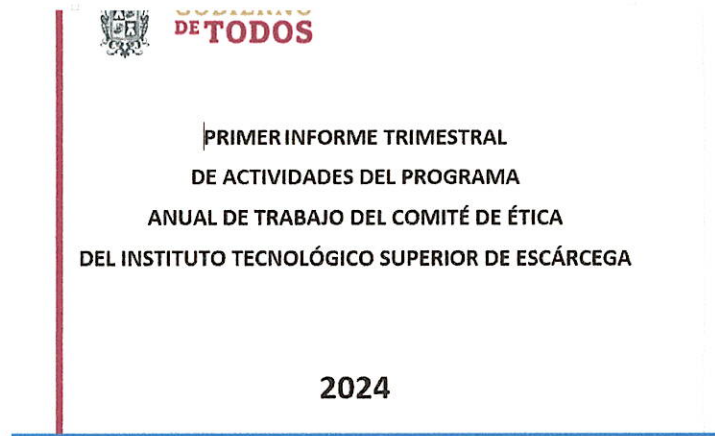 GOBIERNO
DE TODOS
PRIMER INFORME TRIMESTRAL
DE ACTIVIDADES DEL PROGRAMA
ANUAL DE TRABAJO DEL COMITÉ DE ÉTICA
DEL INSTITUTO TECNOLÓGICO SUPERIOR DE ESCÁRCEGA
2024